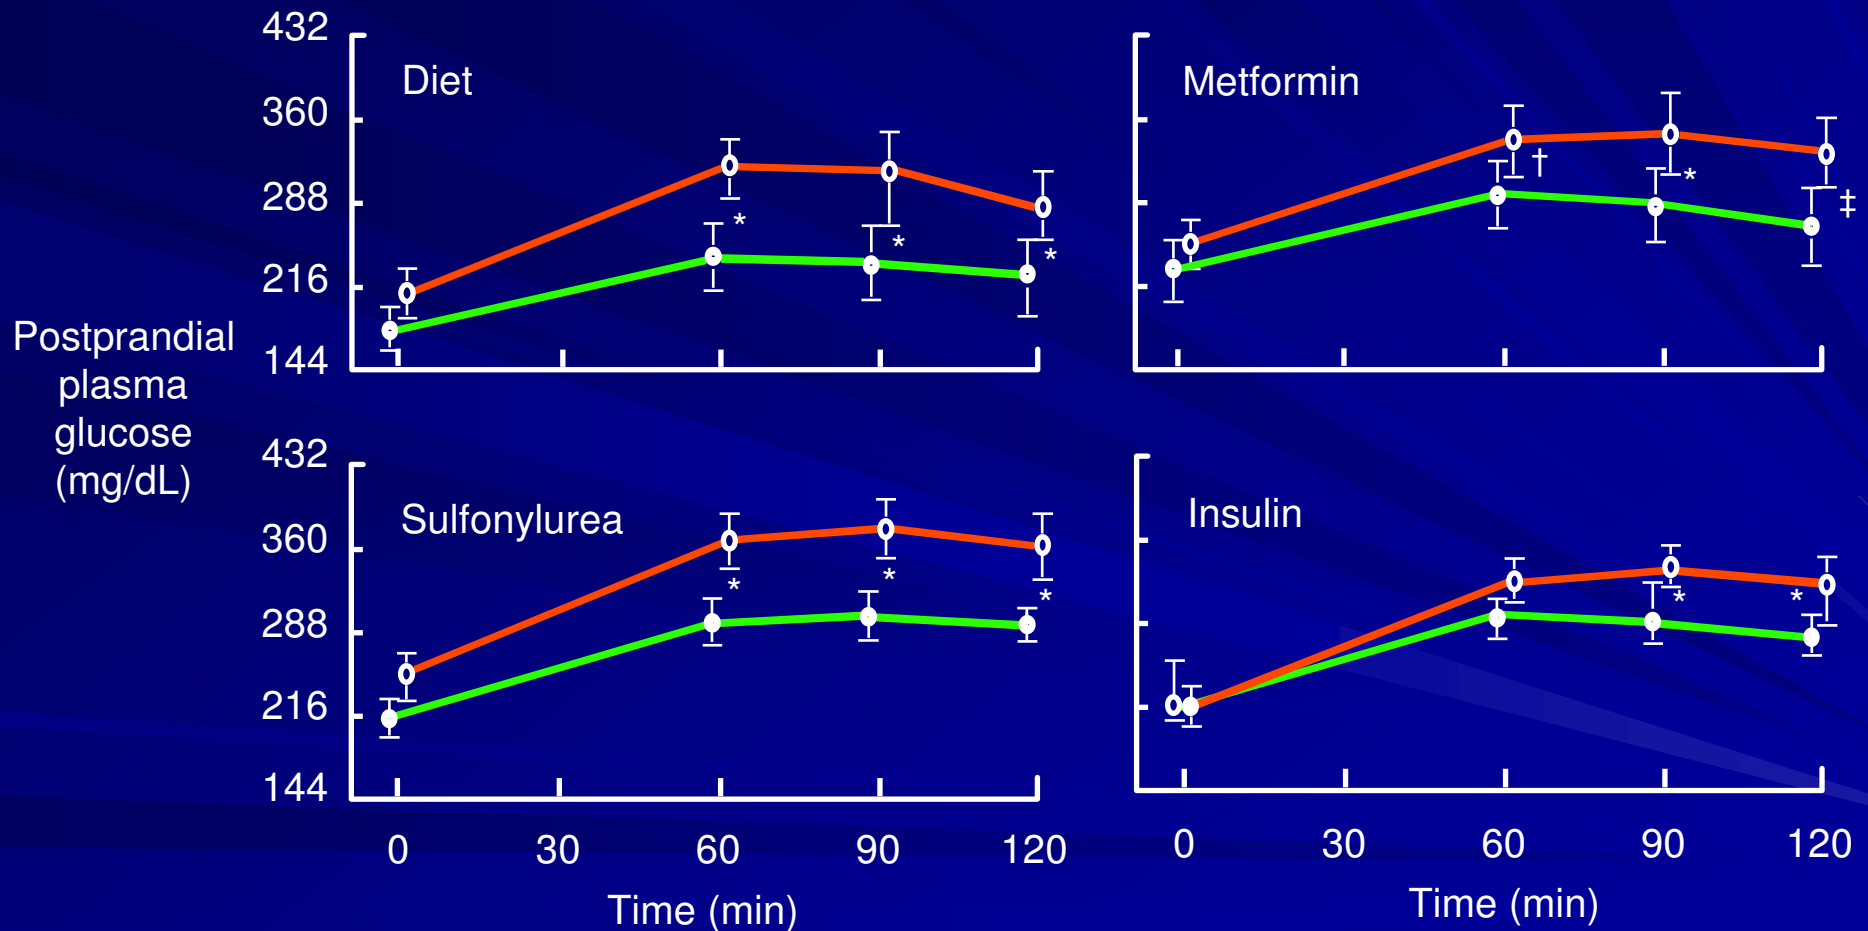 432
360
288
216
144
Diet
*
*
*
Metformin
†
*
‡
Postprandial
plasma
glucose
(mg/dL)
432
360
288
216
144
Sulfonylurea
*
*
*
0 30 60 90 120
Time (min)
Insulin
*
*
0 30 60 90 120
Time (min)